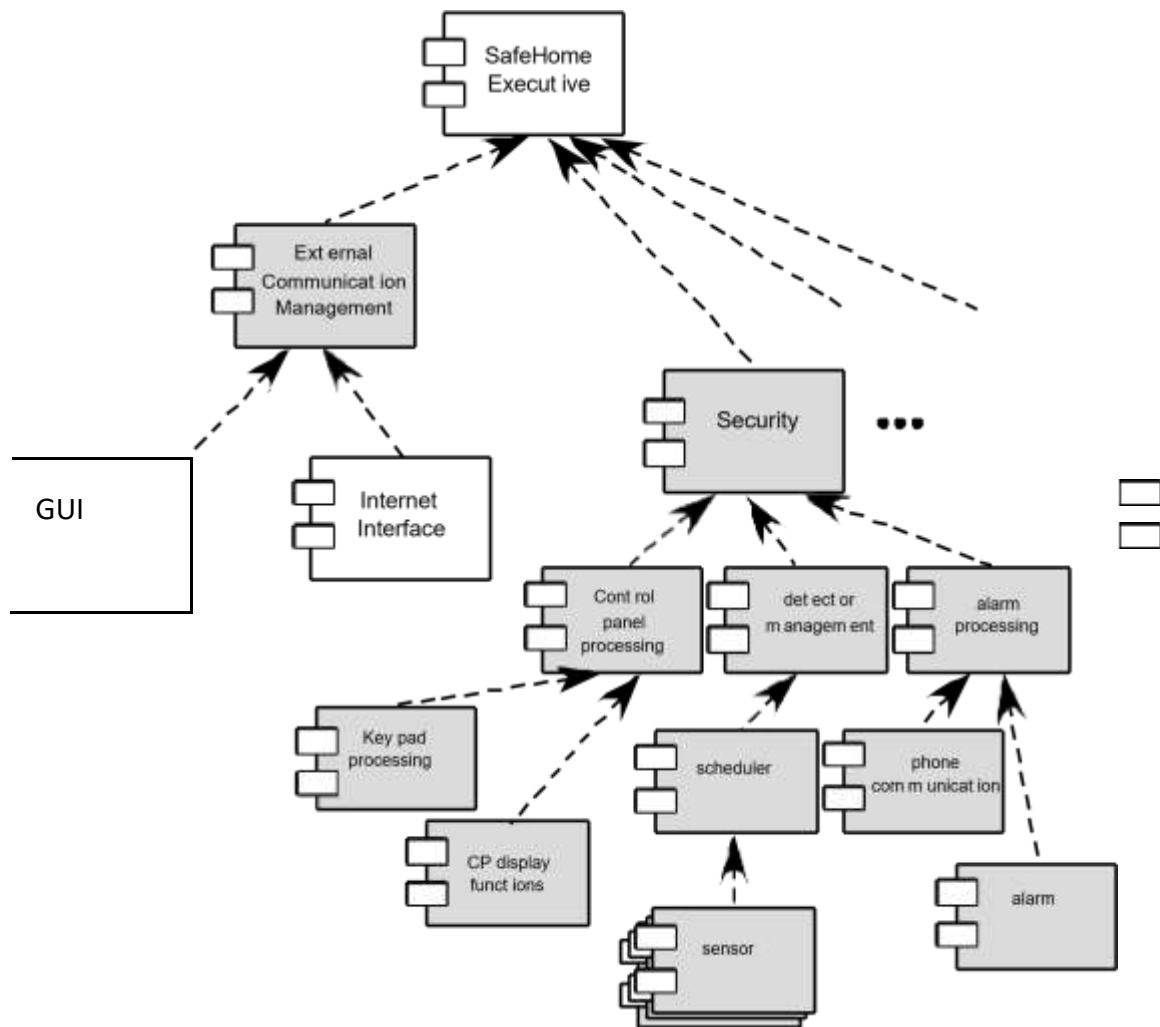 SafeHome
Execut ive
Ext ernal
Communicat ion
Management
Security
GUI
Internet
Interface
Cont rol
panel
processing
det ect or
m anagem ent
alarm
processing
Key pad
processing
scheduler
phone
com m unicat ion
CP display
funct ions
alarm
sensor